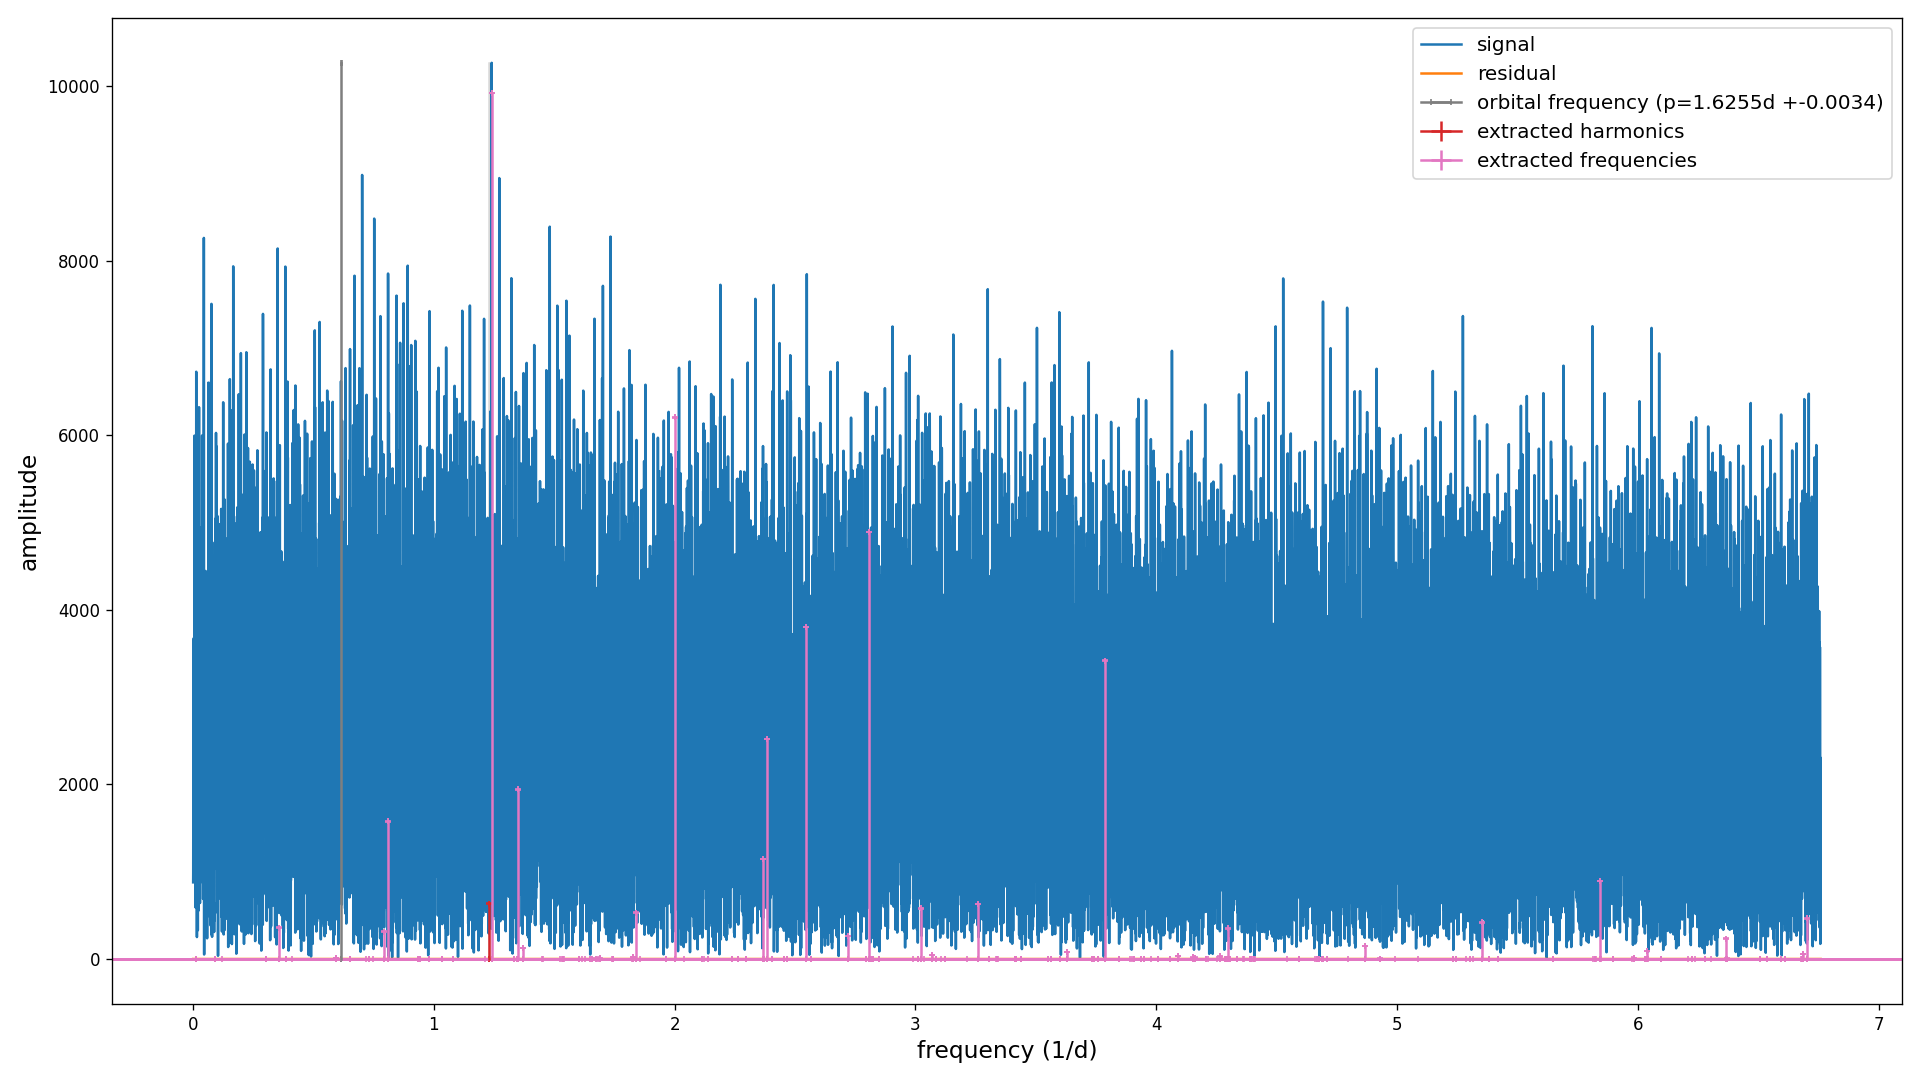 signal
residual
orbital frequency (p=1.6255d +-0.0034)
extracted harmonics
extracted frequencies
10000
8000
6000
4000
2000
0
amplitude
0 1 2 3 4 5 6 7
frequency (1/d)